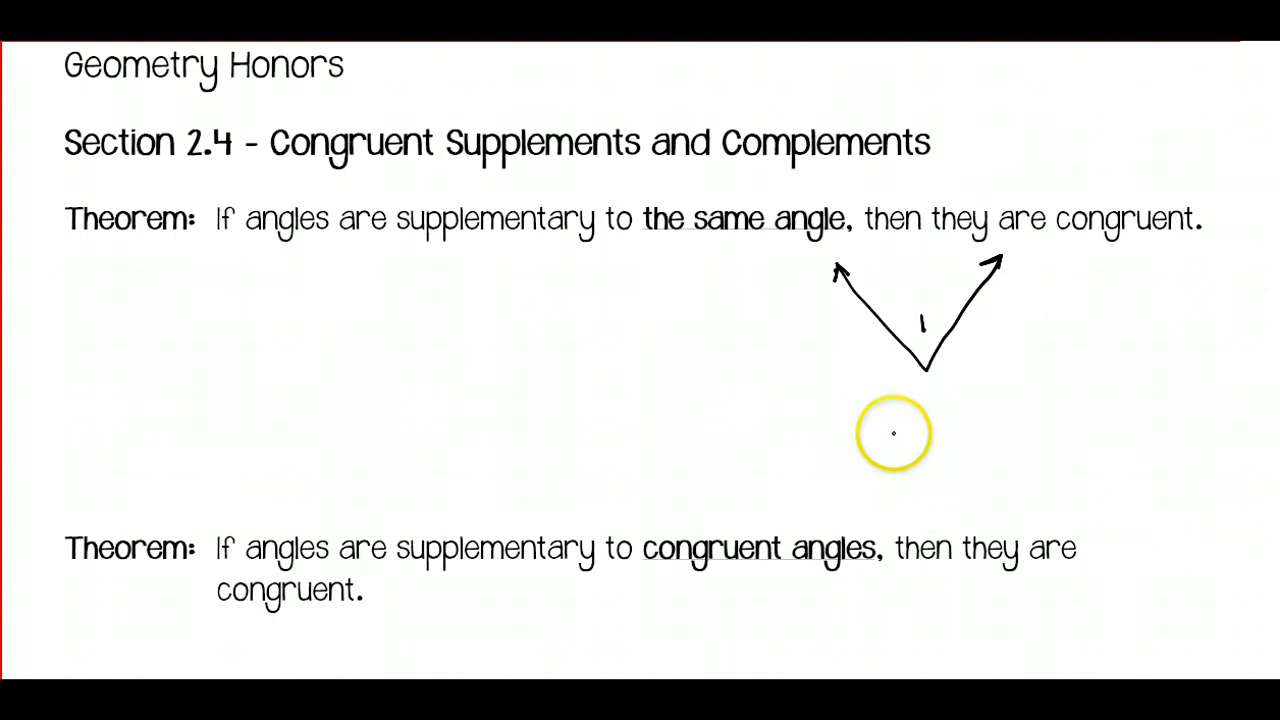 Geometry Honors
Section 2.4 - Congruent Supplements and Complements
Theorem: If angles are supplementary to the same angle, then they are congruent.
1
Theorem: If angles are supplementary to congruent angles, then they are
congruent.